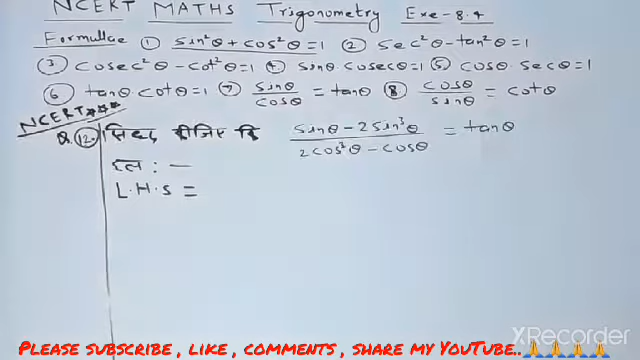 NCERT MATHS Trigonometry Exe-8.4
Formullae ① sin²θ+cos²θ=1 ② sec²θ-tan²θ=1
③ cosec²θ-cot²θ=1 ④ sinθ.cosecθ=1 ⑤ cosθ.secθ=1
⑥ tanθ.cotθ=1 ⑦ sinθ/cosθ = tanθ ⑧ cosθ/sinθ = cotθ
NCERT***
Q.⑫. सिद्ध कीजिए कि (sinθ-2sin³θ)/(2cos³θ-cosθ) = tanθ
हल : —
L.H.S =
XRecorder
PLEASE SUBSCRIBE , LIKE , COMMENTS , SHARE MY YOUTUBE..🙏🙏🙏